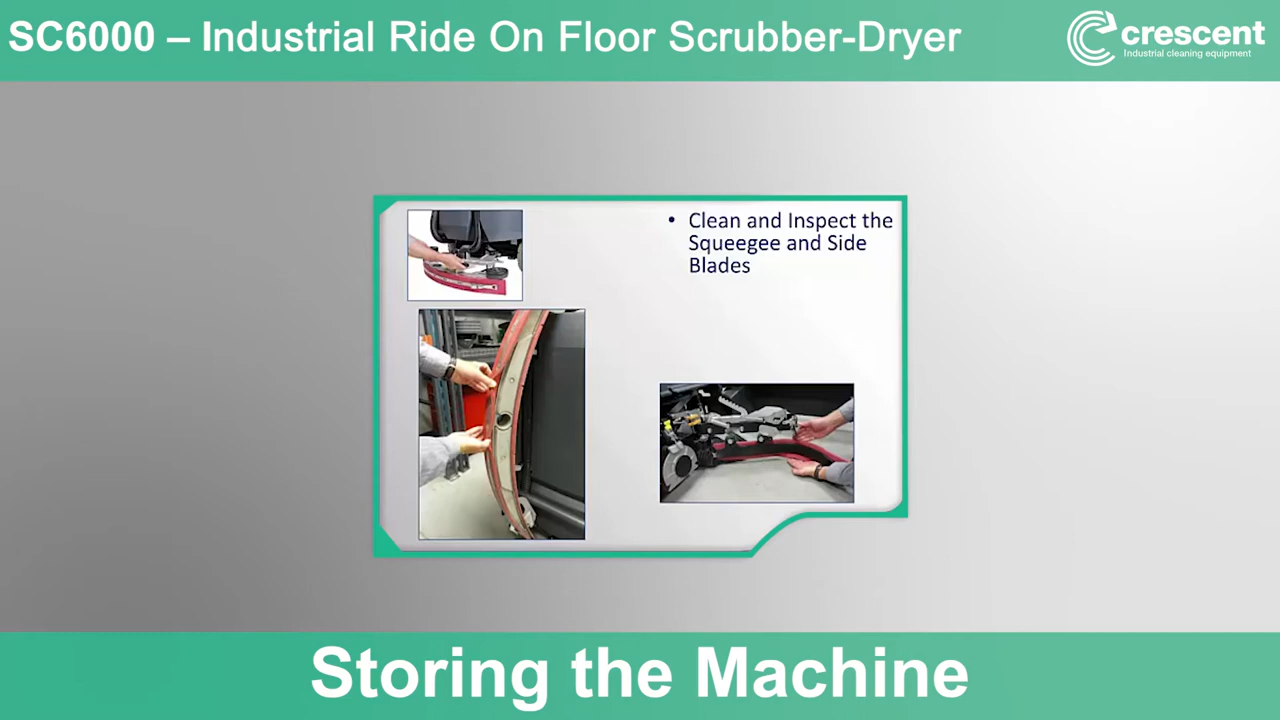 SC6000 – Industrial Ride On Floor Scrubber-Dryer
crescent
Industrial cleaning equipment
• Clean and Inspect the
Squeegee and Side
Blades
Storing the Machine